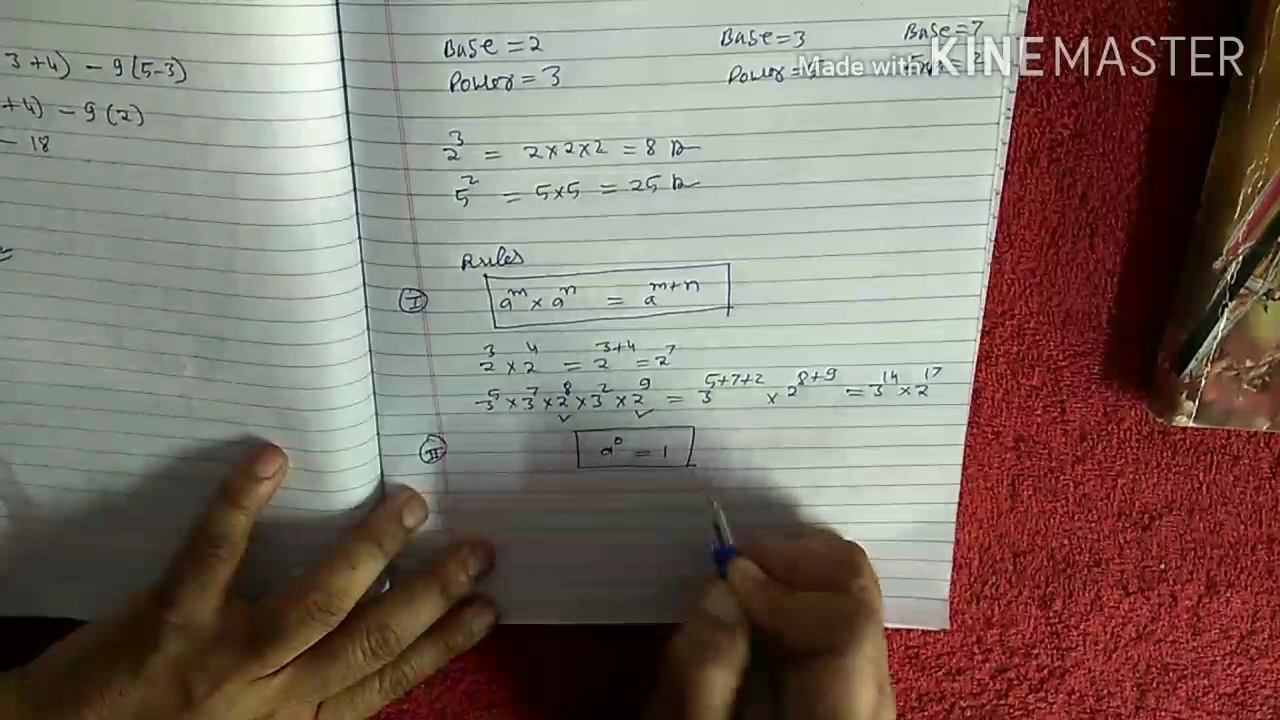 3+4) - 9(5-3)
+4) - 9(2)
- 18
Base = 2 Base = 3 Base = 7
Power = 3 Power =
Made with KINEMASTER
2³ = 2×2×2 = 8
5² = 5×5 = 25
Rules
I aᵐ × aⁿ = aᵐ⁺ⁿ
2³ × 2⁴ = 2³⁺⁴ = 2⁷
3⁵ × 3⁷ × 2⁸ × 3² × 2⁹ = 3⁵⁺⁷⁺² × 2⁸⁺⁹ = 3¹⁴ × 2¹⁷
II a⁰ = 1